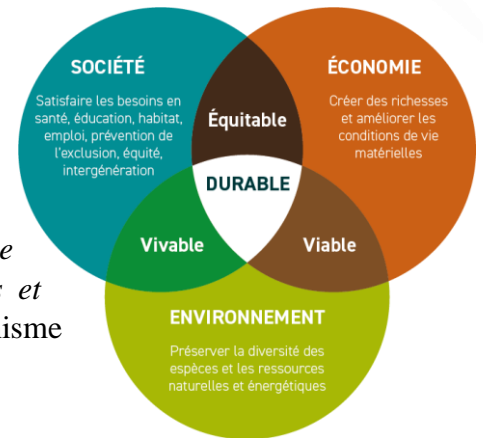 SOCIÉTÉ
Satisfaire les besoins en
santé, éducation, habitat,
emploi, prévention de
l'exclusion, équité,
intergénération
ÉCONOMIE
Créer des richesses
et améliorer les
conditions de vie
matérielles
Équitable
DURABLE
Vivable
Viable
ENVIRONNEMENT
Préserver la diversité des
espèces et les ressources
naturelles et énergétiques
et